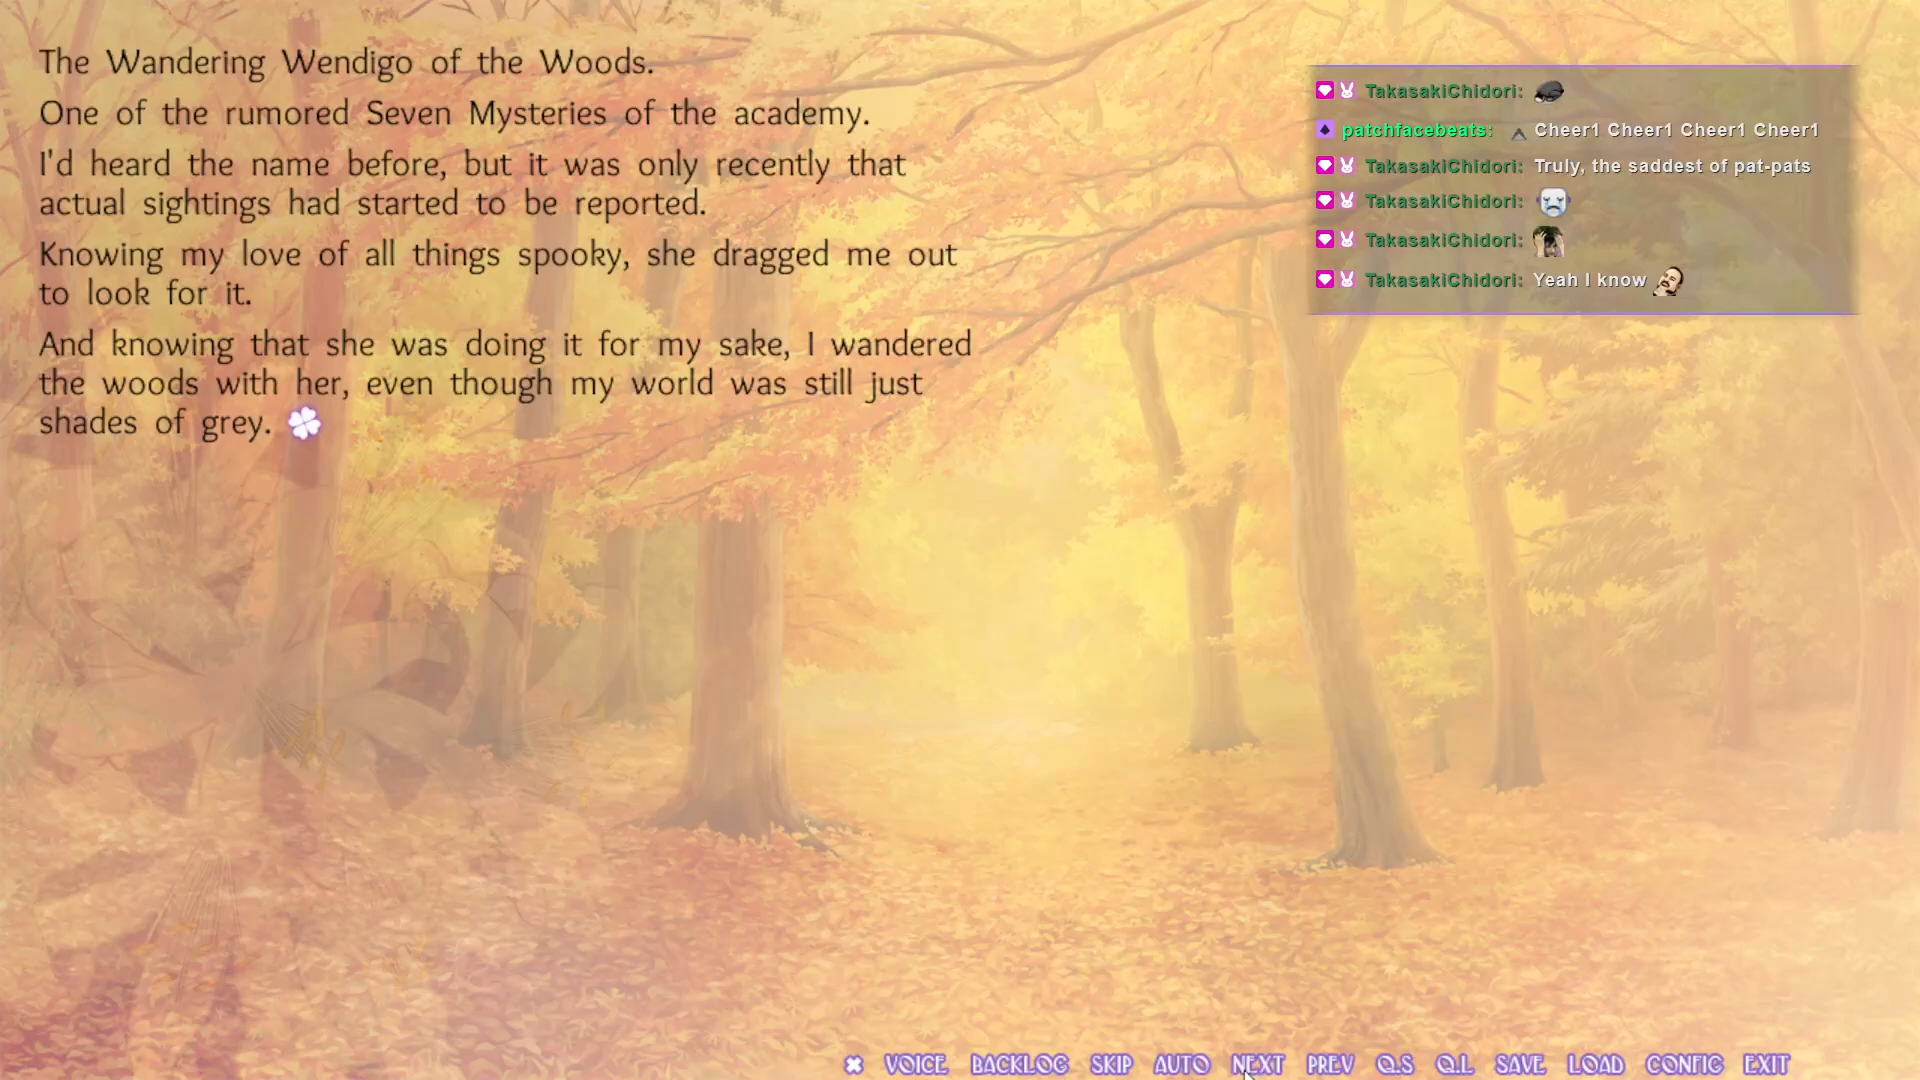 The Wandering Wendigo of the Woods.
One of the rumored Seven Mysteries of the academy.
I'd heard the name before, but it was only recently that
actual sightings had started to be reported.
Knowing my love of all things spooky, she dragged me out
to look for it.
And knowing that she was doing it for my sake, I wandered
the woods with her, even though my world was still just
shades of grey.
TakasakiChidori:
patchfacebeats: Cheer1 Cheer1 Cheer1 Cheer1
TakasakiChidori: Truly, the saddest of pat-pats
TakasakiChidori:
TakasakiChidori:
TakasakiChidori: Yeah I know
VOICE BACKLOG SKIP AUTO NEXT PREV Q.S Q.L SAVE LOAD CONFIG EXIT